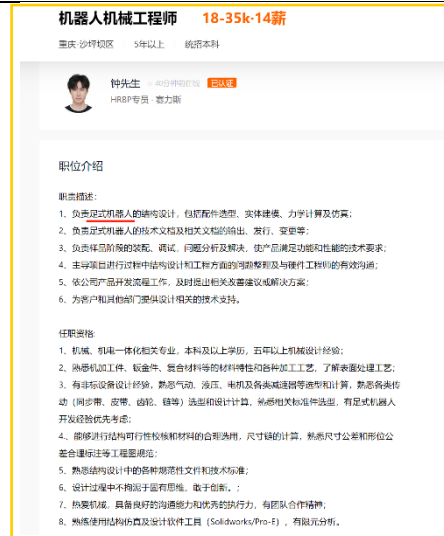 机器人机械工程师 18-35k·14薪
重庆·沙坪坝区 5年以上 统招本科
钟先生 40分钟前在线 已认证
HRBP专员 · 赛力斯
职位介绍
职责描述：
1、负责足式机器人的结构设计，包括配件选型、实体建模、力学计算及仿真；
2、负责足式机器人的技术文档及相关文档的输出、发行、变更等；
3、负责样品阶段的装配、调试，问题分析及解决，使产品满足功能和性能的技术要求；
4、主导项目进行过程中结构设计和工程方面的问题整理及与硬件工程师的有效沟通；
5、依公司产品开发流程工作，及时提出相关改善建议或解决方案；
6、为客户和其他部门提供设计相关的技术支持。
任职资格：
1、机械、机电一体化相关专业，本科及以上学历，五年以上机械设计经验；
2、熟悉机加工件、钣金件、复合材料等的材料特性和各种加工工艺，了解表面处理工艺；
3、有非标设备设计经验，熟悉气动、液压、电机及各类减速器等选型和计算，熟悉各类传
动（同步带、皮带、齿轮、链等）选型和设计计算，熟悉相关标准件选型，有足式机器人
开发经验优先考虑；
4.、能够进行结构可行性校核和材料的合理选用，尺寸链的计算，熟悉尺寸公差和形位公
差合理标注等工程图规范；
5、熟悉结构设计中的各种规范性文件和技术标准；
6、设计过程中不拘泥于固有思维，敢于创新。；
7、热爱机械，具备良好的沟通能力和优秀的执行力，有团队合作精神；
8、熟练使用结构仿真及设计软件工具（Solidworks/Pro-E），有限元分析。